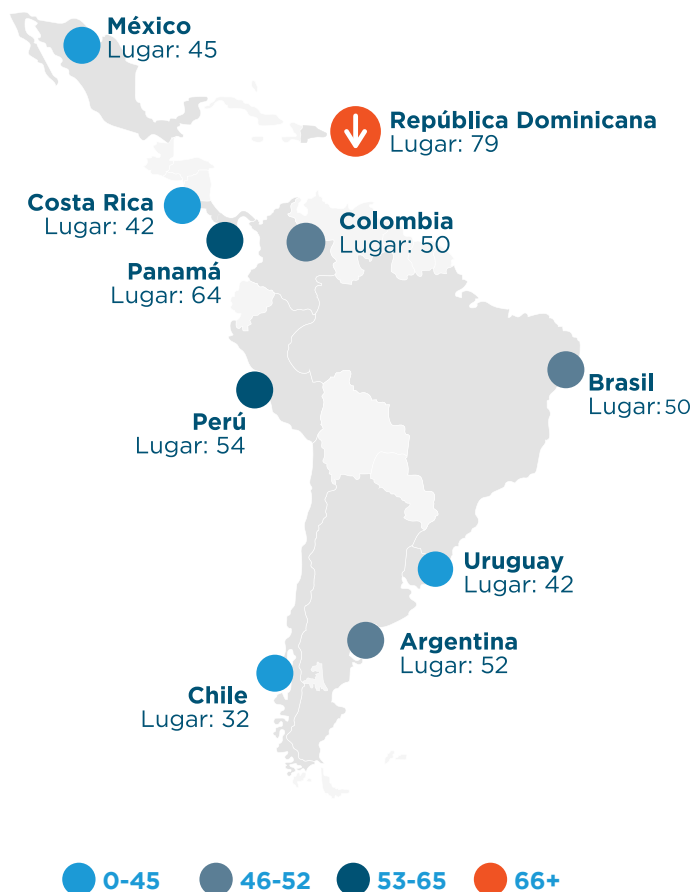 México
Lugar: 45
República Dominicana
Lugar: 79
Costa Rica
Lugar: 42
Colombia
Lugar: 50
Panamá
Lugar: 64
Brasil
Lugar:50
Perú
Lugar: 54
Uruguay
Lugar: 42
Argentina
Lugar: 52
Chile
Lugar: 32
0-45 46-52 53-65 66+